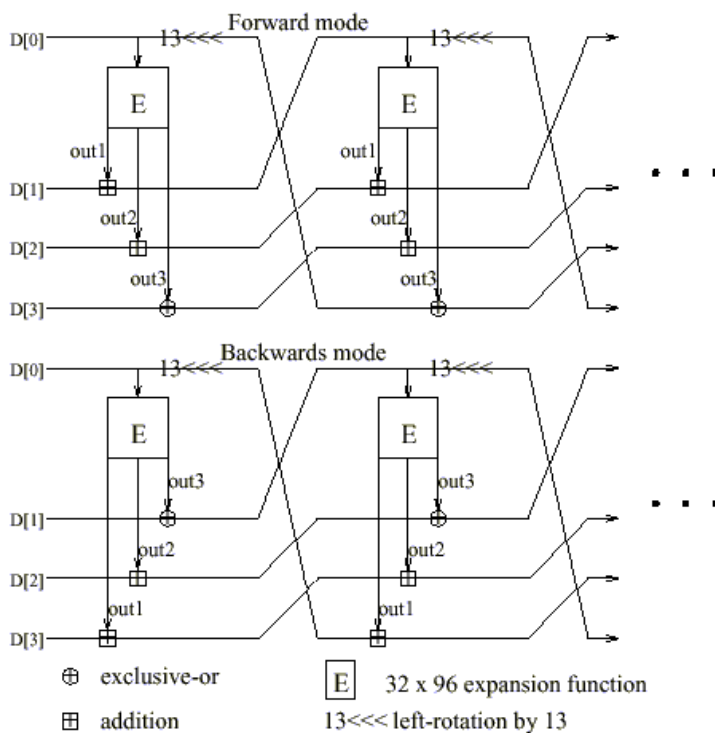 Forward mode
D[0] 13<<< 13<<<
E E
out1 out1
D[1]
out2 out2
D[2]
out3 out3
D[3]
Backwards mode
D[0] 13<<< 13<<<
E E
out3 out3
D[1]
out2 out2
D[2]
out1 out1
D[3]
exclusive-or E 32 x 96 expansion function
addition 13<<< left-rotation by 13